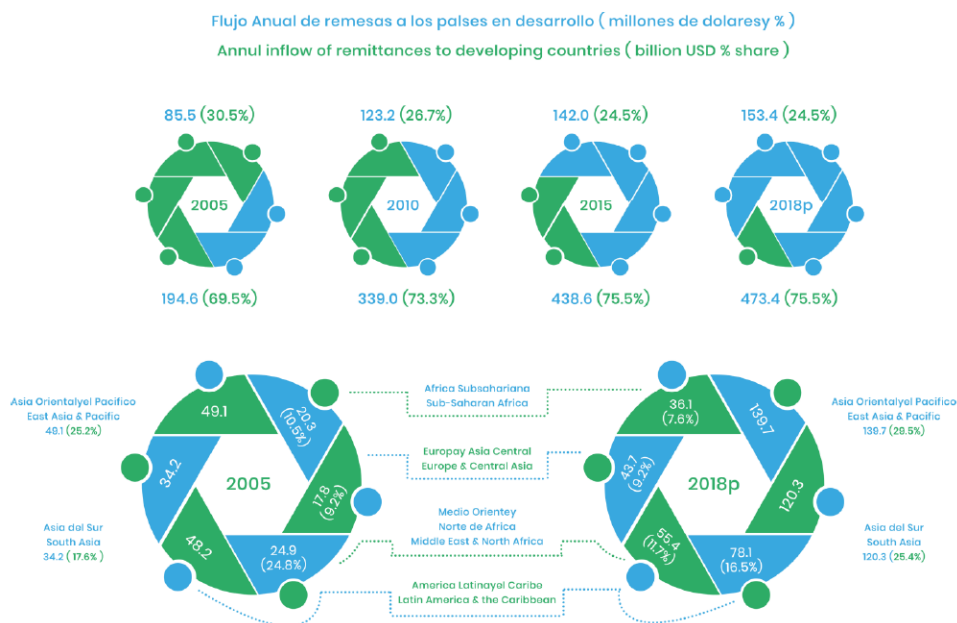 Flujo Anual de remesas a los palses en desarrollo ( millones de dolaresy % )
Annul inflow of remittances to developing countries ( billion USD % share )
85.5 (30.5%)
123.2 (26.7%)
142.0 (24.5%)
153.4 (24.5%)
2005
2010
2015
2018p
194.6 (69.5%)
339.0 (73.3%)
438.6 (75.5%)
473.4 (75.5%)
Asia Orientalyel Pacifico
East Asia & Pacific
49.1 (25.2%)
Asia del Sur
South Asia
34.2 ( 17.6%)
49.1
20.3
(10.5%)
34.2
2005
17.8
(9.2%)
48.2
24.9
(24.8%)
Africa Subsahariana
Sub-Saharan Africa
Europay Asia Central
Europe & Central Asia
Medio Orientey
Norte de Africa
Middle East & North Africa
America Latinayol Caribo
Latin America & the Caribbean
36.1
(7.6%)
139.7
43.7
(9.2%)
2018p
120.3
55.4
(11.7%)
78.1
(16.5%)
Asia Orientalyel Pacifico
East Asia & Pacific
139.7 (29.5%)
Asia del Sur
South Asia
120.3 (25.4%)